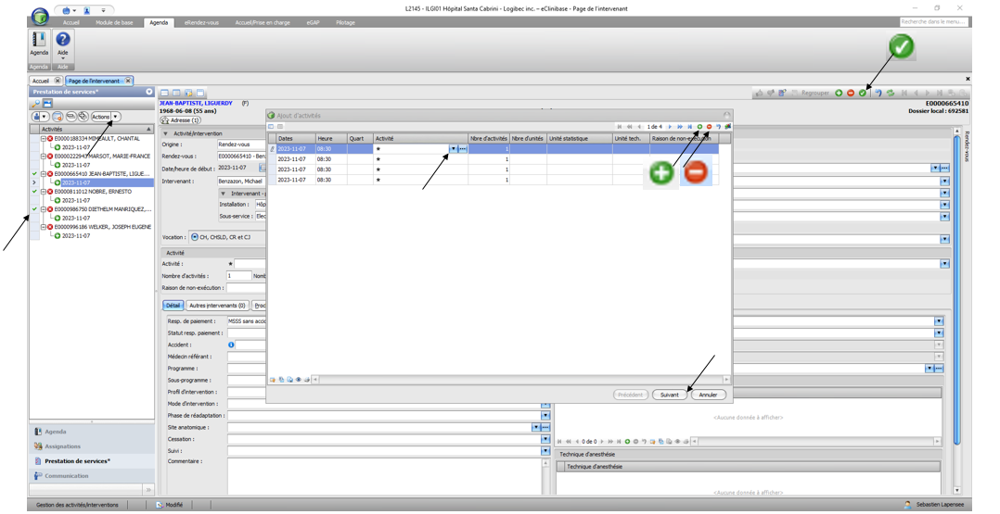 L2145 - ILGI01 Hôpital Santa Cabrini - Logibec inc. – eClinibase - Page de l'intervenant
Accueil Module de base Agenda eRendez-vous Accueil/Prise en charge eGAP Pilotage
Recherche dans le menu...
Agenda Aide
Agenda Aide
Accueil Page de l'intervenant
Prestation de services*
Regrouper
JEAN-BAPTISTE, LIGUERDY (F)
E0000665410
1968-06-08 (55 ans)
Dossier local : 692581
Actions
Adresse (1)
Activités
E0000188334 MIMEAULT, CHANTAL
2023-11-07
E0000222943 MARSOT, MARIE-FRANCE
2023-11-07
E0000665410 JEAN-BAPTISTE, LIGUE...
2023-11-07
E0000811012 NOBRE, ERNESTO
2023-11-07
E0000986750 DIETHELM MANRIQUEZ,...
2023-11-07
E0000996186 WELKER, JOSEPH EUGENE
2023-11-07
Agenda
Assignations
Prestation de services*
Communication
Activité/Intervention
Origine : Rendez-vous
Rendez-vous : E0000665410 - Ben
Date/heure de début : 2023-11-07
Intervenant : Benzazon, Michael
Intervenant - p
Installation : Hôp
Sous-service : Elec
Vocation : CH, CHSLD, CR et CJ
Activité
Activité : ★
Nombre d'activités : 1 Nomb
Raison de non-exécution :
Détail Autres intervenants (0) Proc
Resp. de paiement : MSSS sans acci
Statut resp. paiement :
Accident :
Médecin référant :
Programme :
Sous-programme :
Profil d'intervention :
Mode d'intervention :
Phase de réadaptation :
Site anatomique :
Cessation :
Suivi :
Commentaire :
Ajout d'activités
1 de 4
Dates Heure Quart Activité Nbre d'activités Nbre d'unités Unité statistique Unité tech. Raison de non-exécution
2023-11-07 08:30 ★ 1
2023-11-07 08:30 ★ 1
2023-11-07 08:30 ★ 1
2023-11-07 08:30 ★ 1
Précédent Suivant Annuler
Rendez-vous
<Aucune donnée à afficher>
0 de 0
Technique d'anesthésie
Technique d'anesthésie
<Aucune donnée à afficher>
Gestion des activités/interventions Modifié Sebastien Lapensee